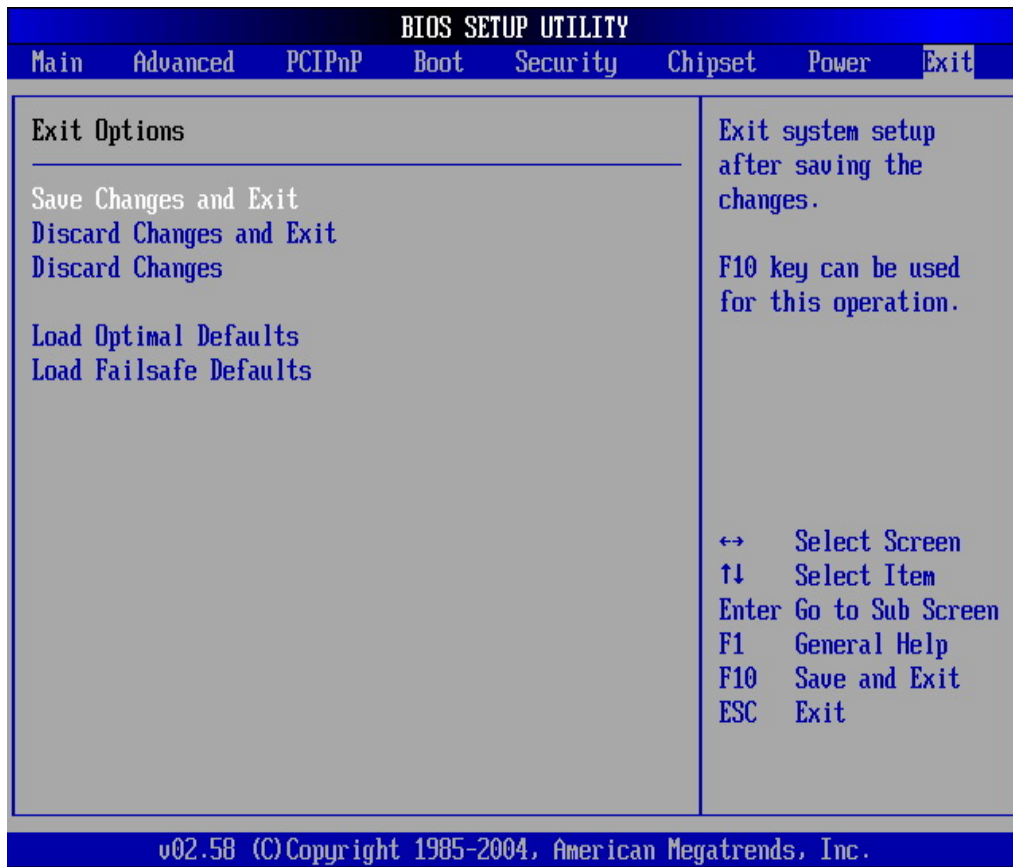 BIOS SETUP UTILITY
Main Advanced PCIPnP Boot Security Chipset Power Exit
Exit Options
Save Changes and Exit
Discard Changes and Exit
Discard Changes
Load Optimal Defaults
Load Failsafe Defaults
Exit system setup
after saving the
changes.
F10 key can be used
for this operation.
↔ Select Screen
↑↓ Select Item
Enter Go to Sub Screen
F1 General Help
F10 Save and Exit
ESC Exit
v02.58 (C)Copyright 1985-2004, American Megatrends, Inc.